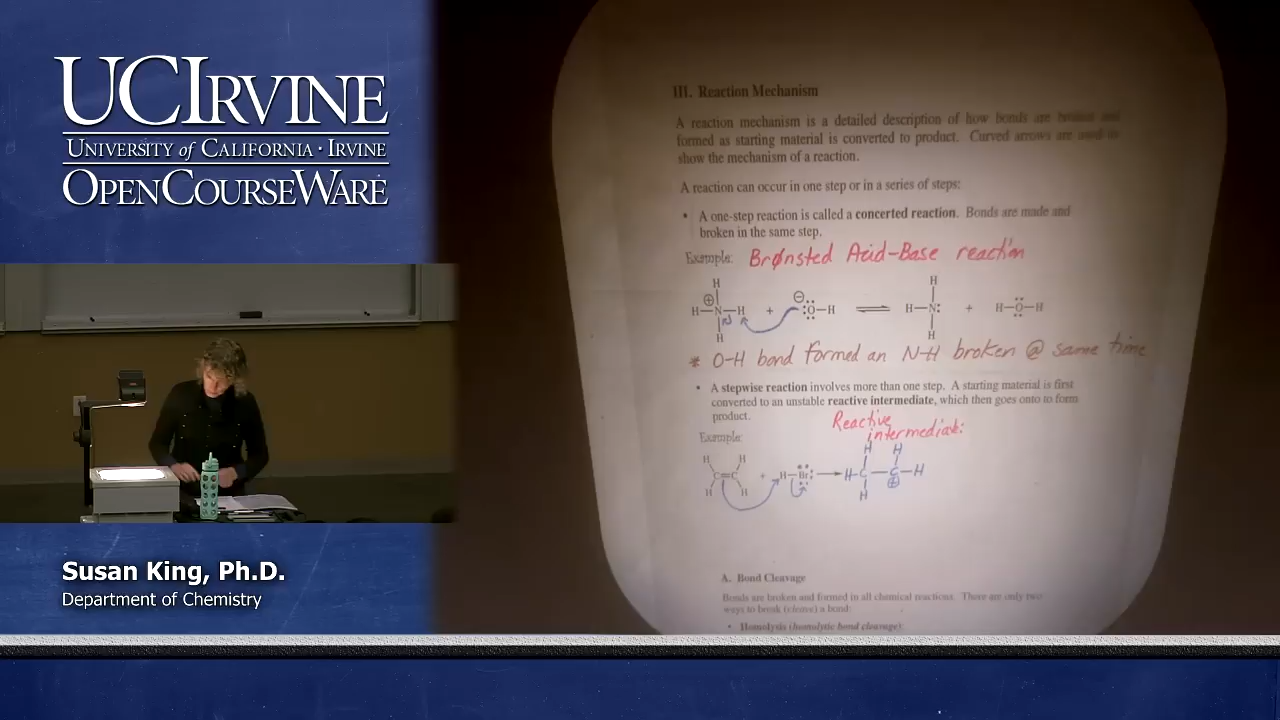 UCIRVINE
UNIVERSITY of CALIFORNIA · IRVINE
OPENCOURSEWARE
Susan King, Ph.D.
Department of Chemistry
III. Reaction Mechanism
A reaction mechanism is a detailed description of how bonds are broken and
formed as starting material is converted to product. Curved arrows are used to
show the mechanism of a reaction.
A reaction can occur in one step or in a series of steps:
• A one-step reaction is called a concerted reaction. Bonds are made and
broken in the same step.
Example: Brønsted Acid-Base reaction
H H
⊕ ⊖
H—N—H + :Ö—H ⇌ H—N: + H—Ö—H
H H
* O-H bond formed an N-H broken @ same time
• A stepwise reaction involves more than one step. A starting material is first
converted to an unstable reactive intermediate, which then goes onto to form
product.
Reactive
intermediate:
Example:
H H H H
C=C + H—Br: → H—C—C—H
H H H ⊕
A. Bond Cleavage
Bonds are broken and formed in all chemical reactions. There are only two
ways to break (cleave) a bond:
• Homolysis (homolytic bond cleavage):